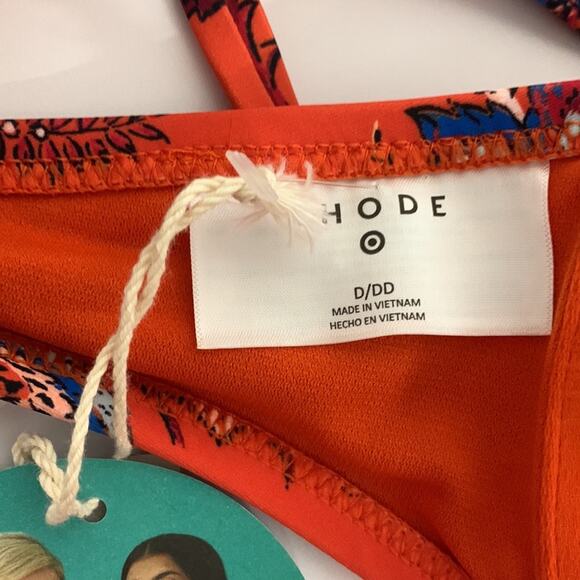 HODE
D/DD
MADE IN VIETNAM
HECHO EN VIETNAM